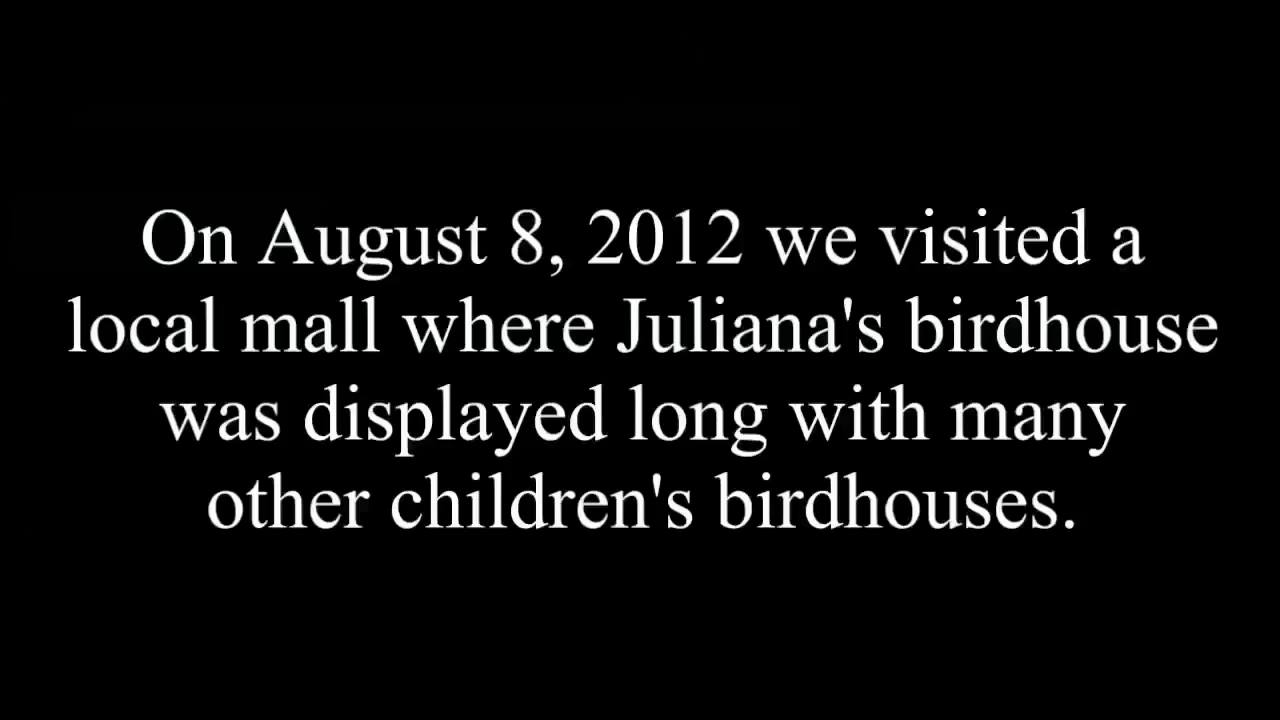 On August 8, 2012 we visited a
local mall where Juliana's birdhouse
was displayed long with many
other children's birdhouses.